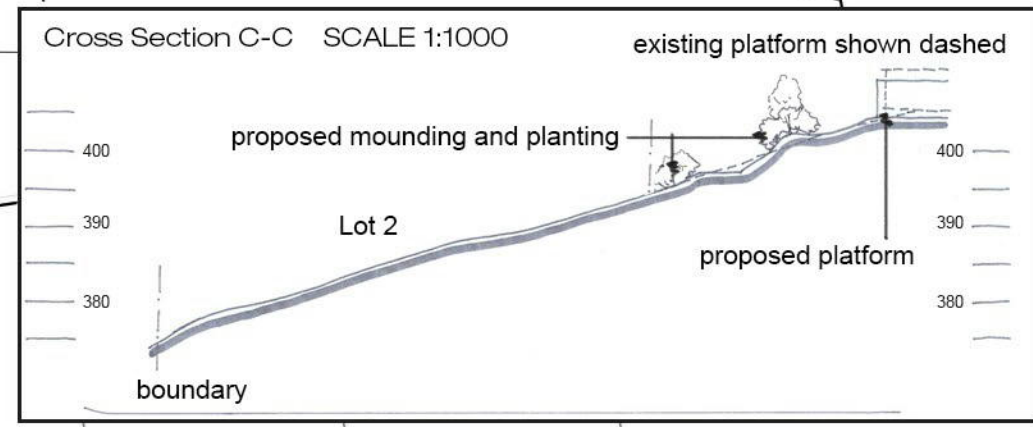 Cross Section C-C SCALE 1:1000
existing platform shown dashed
proposed mounding and planting
400
400
Lot 2
390
390
proposed platform
380
380
boundary